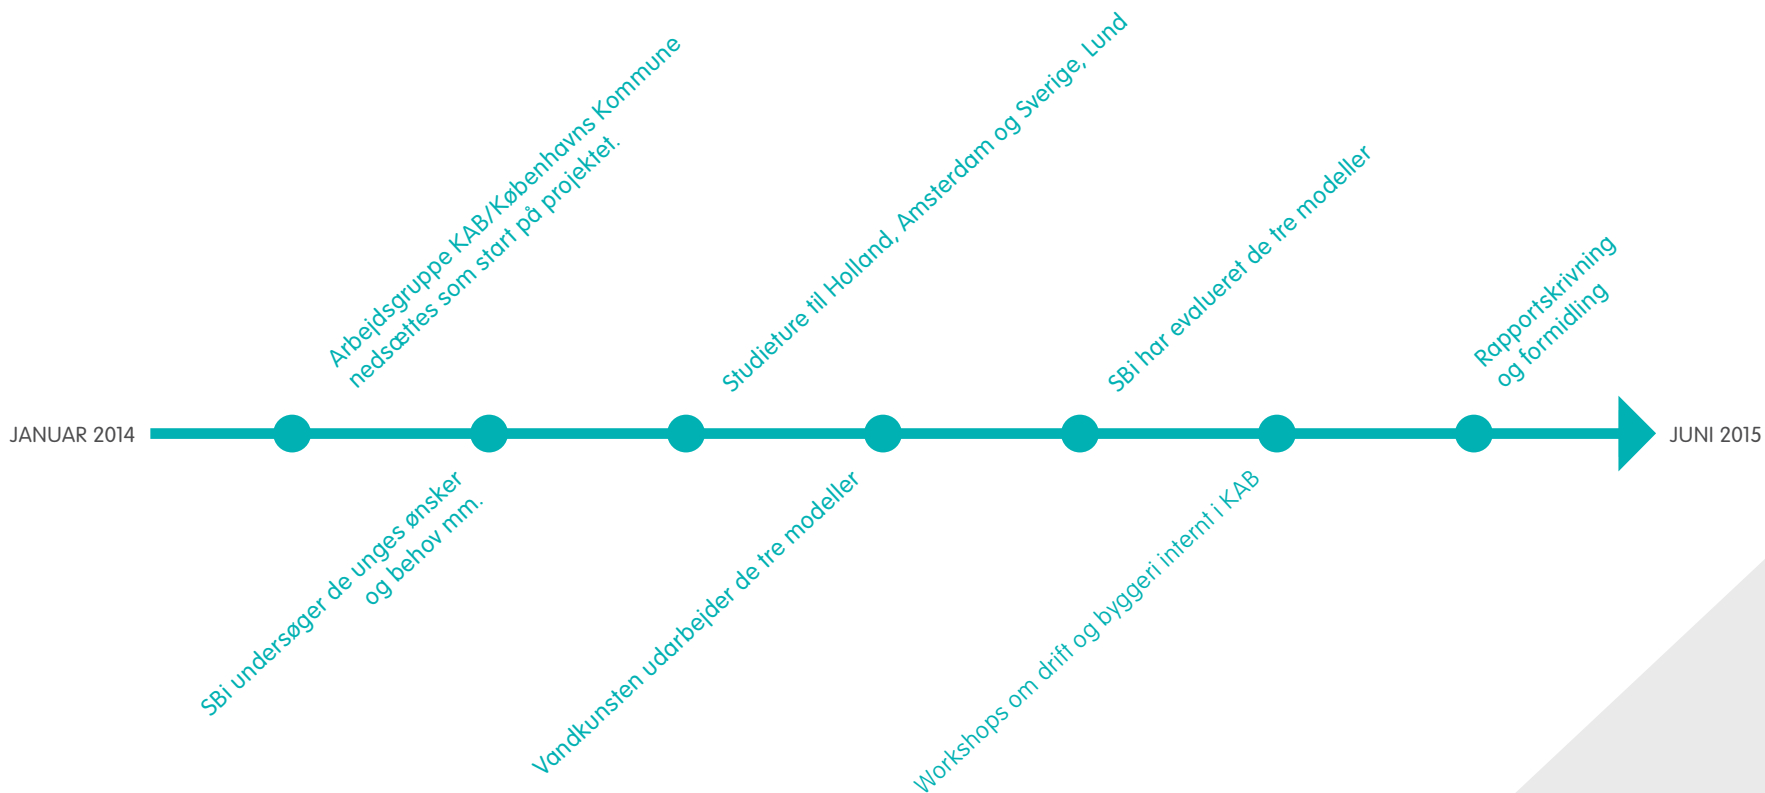 JANUAR 2014
Arbejdsgruppe KAB/Københavns Kommune
nedsættes som start på projektet.
SBi undersøger de unges ønsker
og behov mm.
Studieture til Holland, Amsterdam og Sverige, Lund
Vandkunsten udarbejder de tre modeller
SBi har evalueret de tre modeller
Workshops om drift og byggeri internt i KAB
Rapportskrivning
og formidling
JUNI 2015